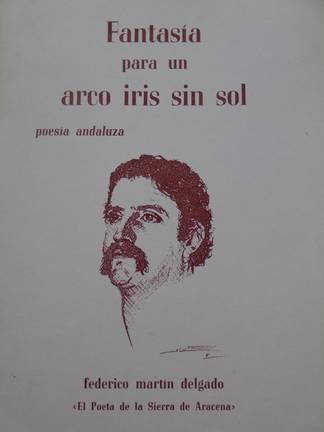 Fantasía
para un
arco iris sin sol
poesía andaluza
federico martín delgado
‹El Poeta de la Sierra de Aracena›